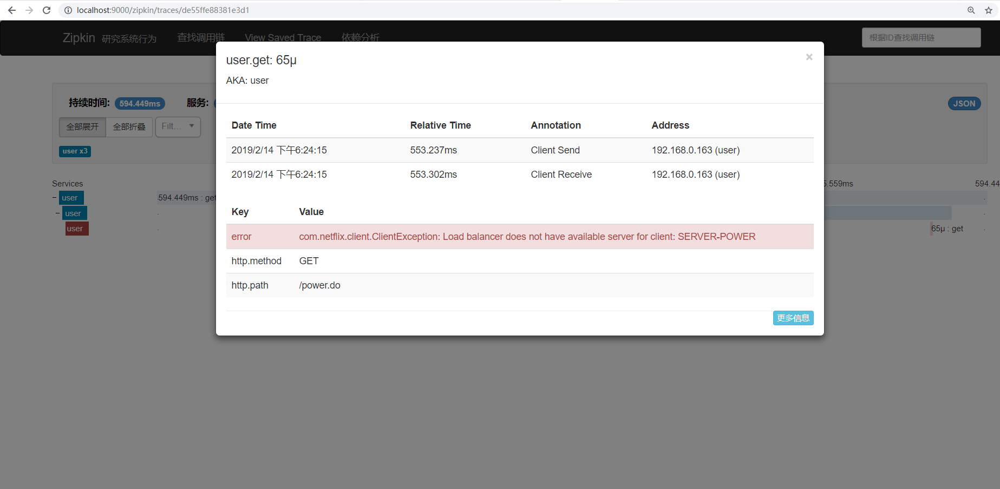 localhost:9000/zipkin/traces/de55ffe88381e3d1
Zipkin 研究系统行为 查找调用链 View Saved Trace 依赖分析 根据ID查找调用链
user.get: 65μ ×
AKA: user
持续时间: 594.449ms 服务: JSON
全部展开 全部折叠 Filt...
user x3
Date Time Relative Time Annotation Address
2019/2/14 下午6:24:15 553.237ms Client Send 192.168.0.163 (user)
2019/2/14 下午6:24:15 553.302ms Client Receive 192.168.0.163 (user)
Services 5.559ms 594.44
− user 594.449ms : get
− user
user 65μ : get
Key Value
error com.netflix.client.ClientException: Load balancer does not have available server for client: SERVER-POWER
http.method GET
http.path /power.do
更多信息